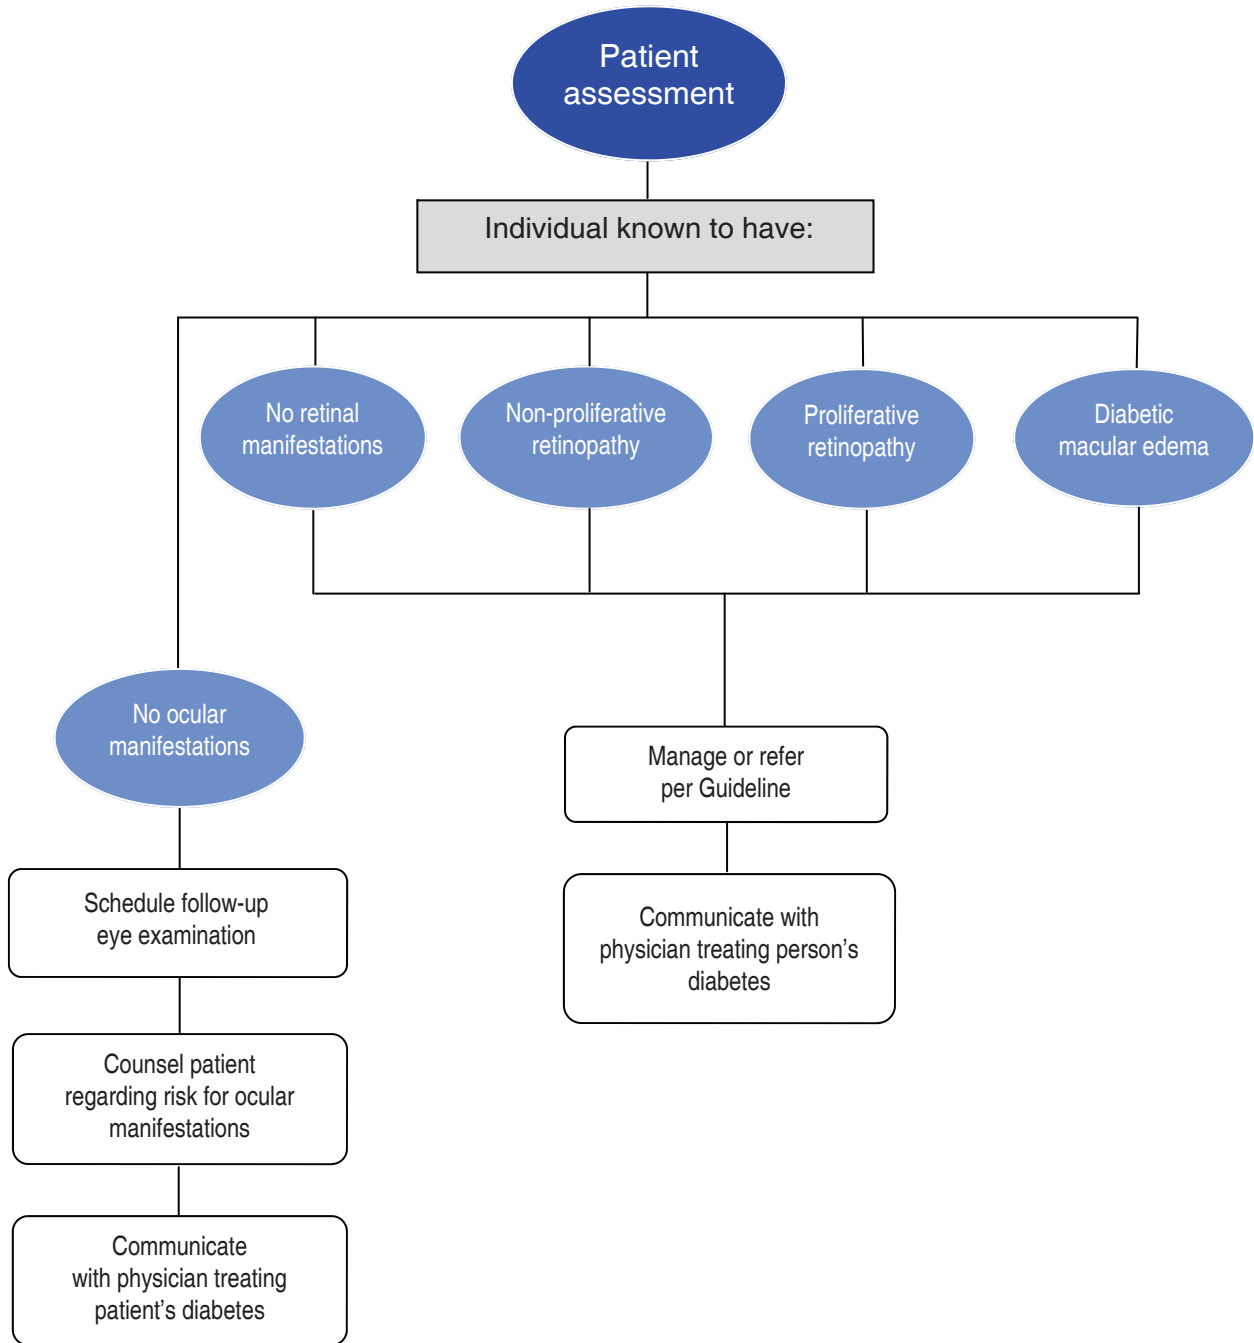 Patient
assessment
Individual known to have:
No retinal
manifestations
Non-proliferative
retinopathy
Proliferative
retinopathy
Diabetic
macular edema
No ocular
manifestations
Manage or refer
per Guideline
Schedule follow-up
eye examination
Communicate with
physician treating person’s
diabetes
Counsel patient
regarding risk for ocular
manifestations
Communicate
with physician treating
patient’s diabetes